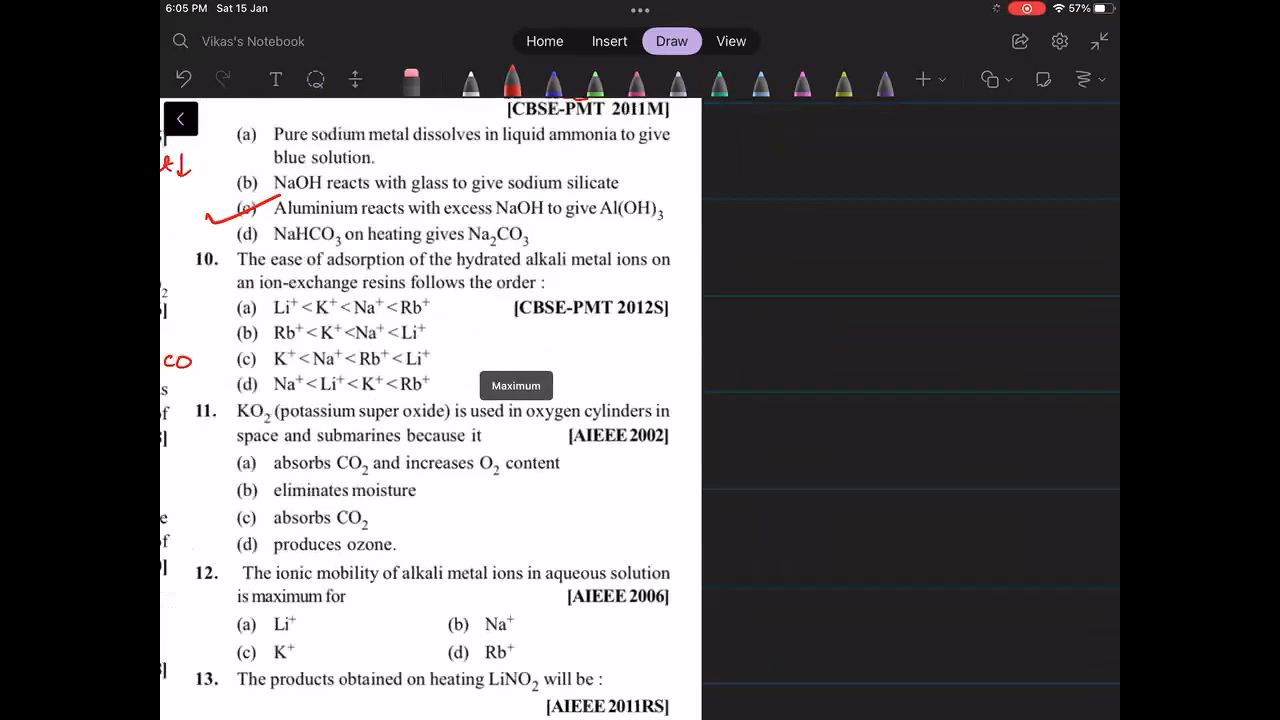 6:05 PM Sat 15 Jan
57%
Vikas's Notebook
Home Insert Draw View
T
[CBSE-PMT 2011M]
(a) Pure sodium metal dissolves in liquid ammonia to give
blue solution.
(b) NaOH reacts with glass to give sodium silicate
(c) Aluminium reacts with excess NaOH to give Al(OH)₃
(d) NaHCO₃ on heating gives Na₂CO₃
10. The ease of adsorption of the hydrated alkali metal ions on
an ion-exchange resins follows the order :
(a) Li⁺ < K⁺ < Na⁺ < Rb⁺ [CBSE-PMT 2012S]
(b) Rb⁺ < K⁺ <Na⁺ < Li⁺
CO
(c) K⁺ < Na⁺ < Rb⁺ < Li⁺
(d) Na⁺ < Li⁺ < K⁺ < Rb⁺
Maximum
11. KO₂ (potassium super oxide) is used in oxygen cylinders in
space and submarines because it [AIEEE 2002]
(a) absorbs CO₂ and increases O₂ content
(b) eliminates moisture
(c) absorbs CO₂
(d) produces ozone.
12. The ionic mobility of alkali metal ions in aqueous solution
is maximum for [AIEEE 2006]
(a) Li⁺ (b) Na⁺
(c) K⁺ (d) Rb⁺
13. The products obtained on heating LiNO₂ will be :
[AIEEE 2011RS]